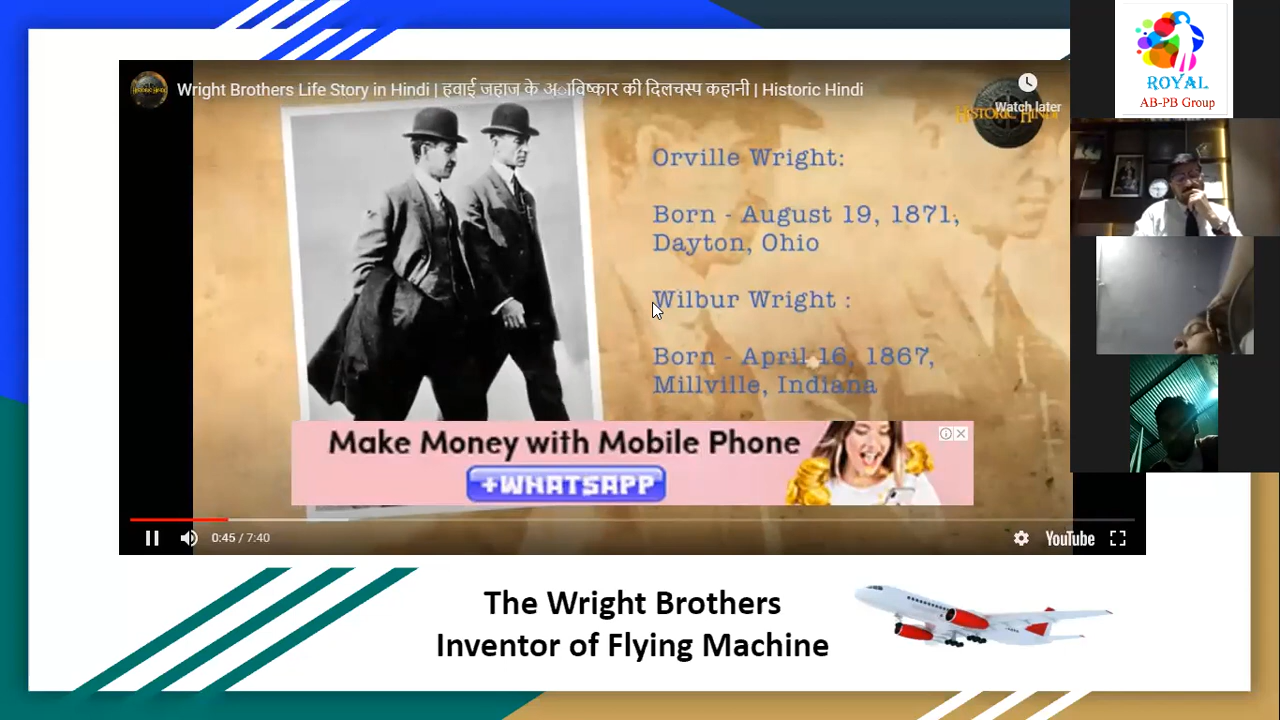 Wright Brothers Life Story in Hindi | हवाई जहाज के अाविष्कार की दिलचस्प कहानी | Historic Hindi
Watch later
HISTORIC HINDI
Orville Wright:
Born - August 19, 1871,
Dayton, Ohio
Wilbur Wright :
Born - April 16, 1867,
Millville, Indiana
Make Money with Mobile Phone
+WHATSAPP
0:45 / 7:40
YouTube
The Wright Brothers
Inventor of Flying Machine
ROYAL
AB-PB Group